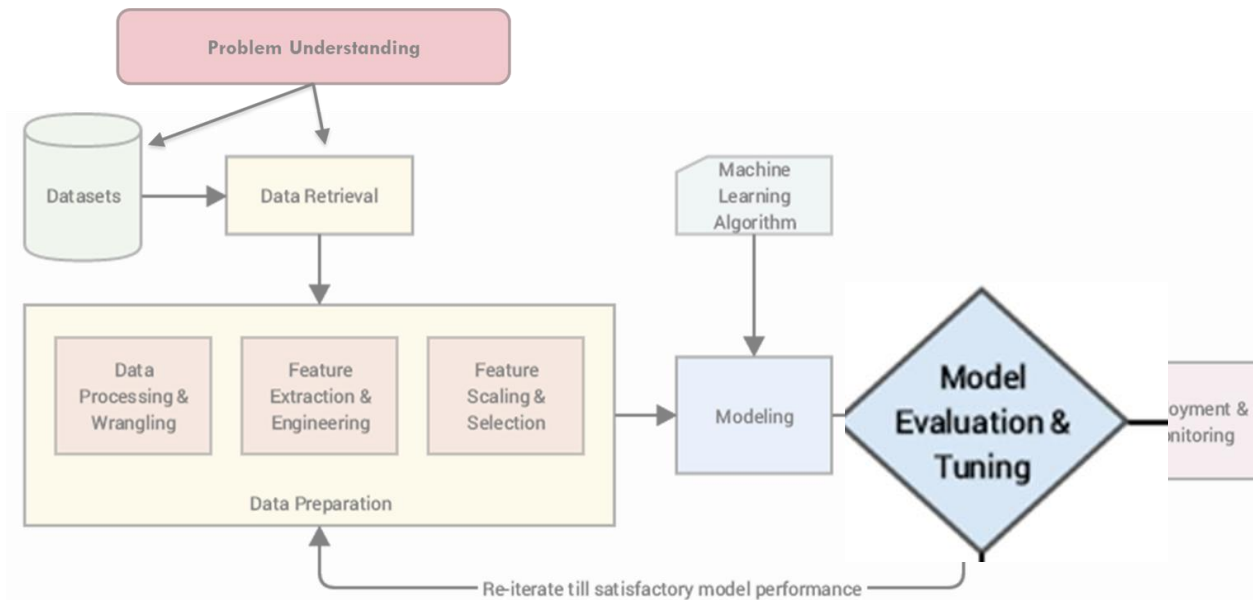 Problem Understanding
Datasets
Data Retrieval
Machine
Learning
Algorithm
Data
Processing &
Wrangling
Feature
Extraction &
Engineering
Feature
Scaling &
Selection
Data Preparation
Modeling
Model
Evaluation &
Tuning
oyment &
nitoring
Re-iterate till satisfactory model performance